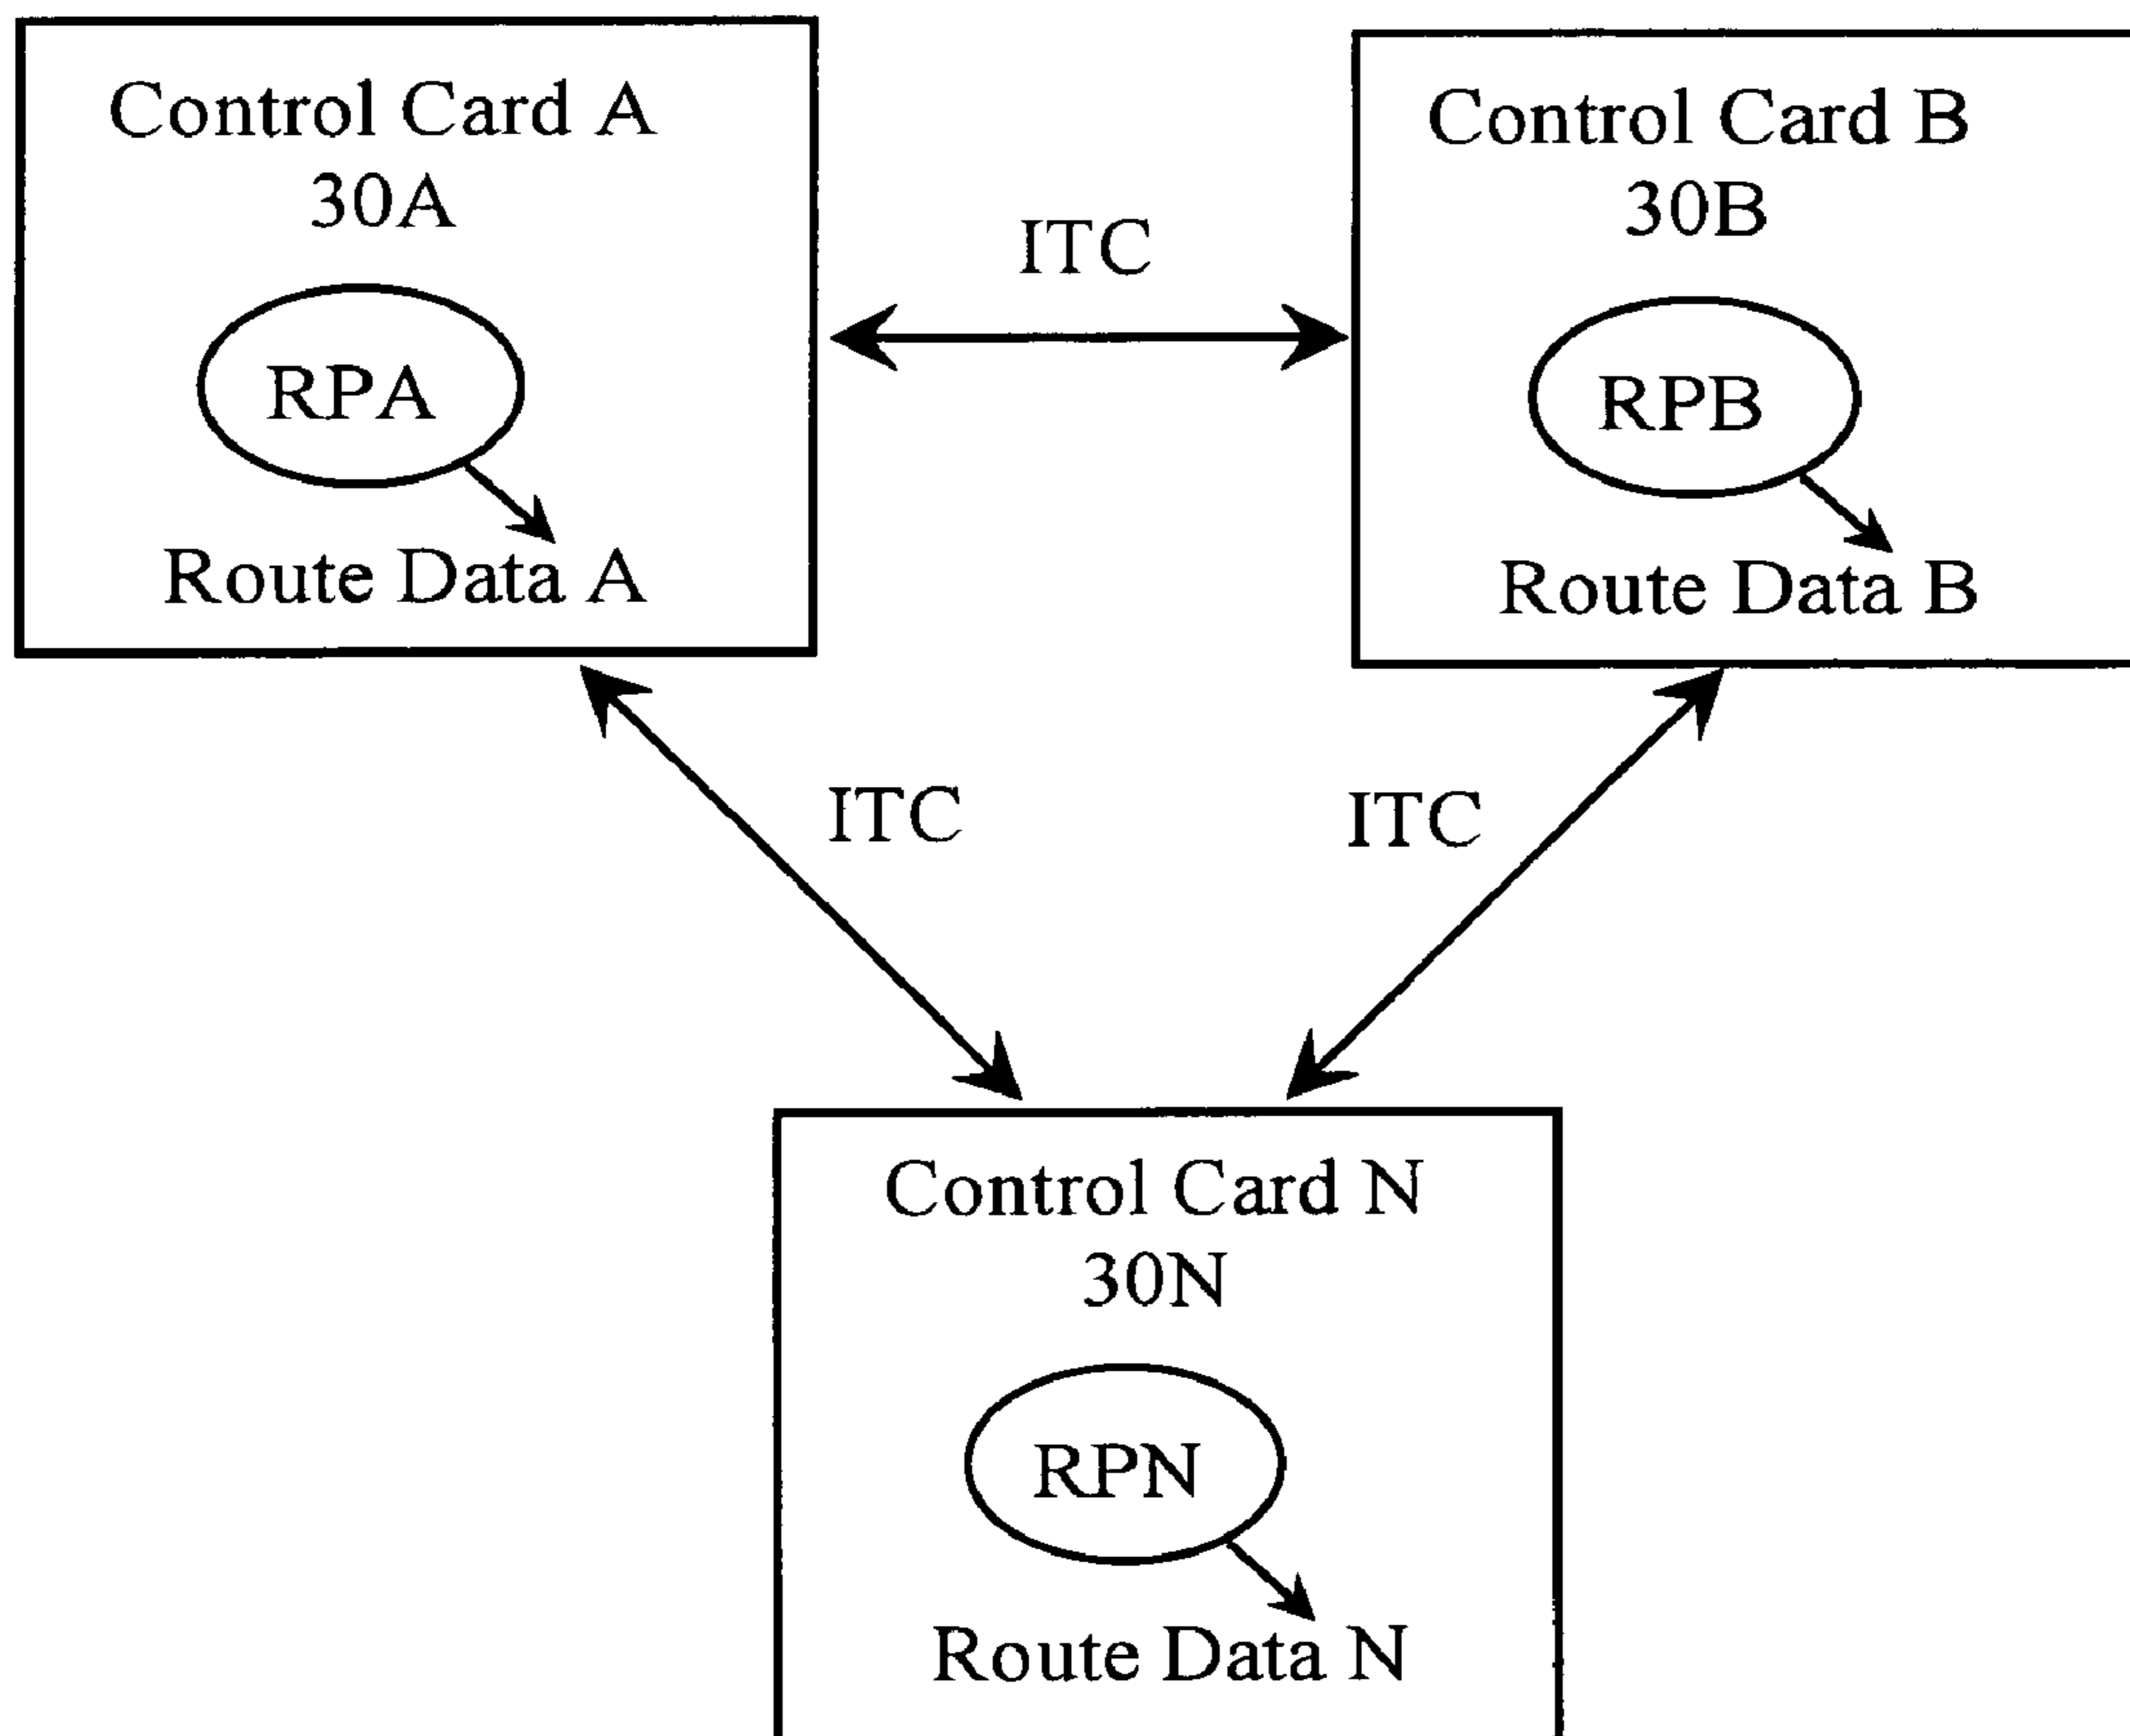 Control Card A
30A
RPA
Route Data A
ITC
Control Card B
30B
RPB
Route Data B
ITC
ITC
Control Card N
30N
RPN
Route Data N